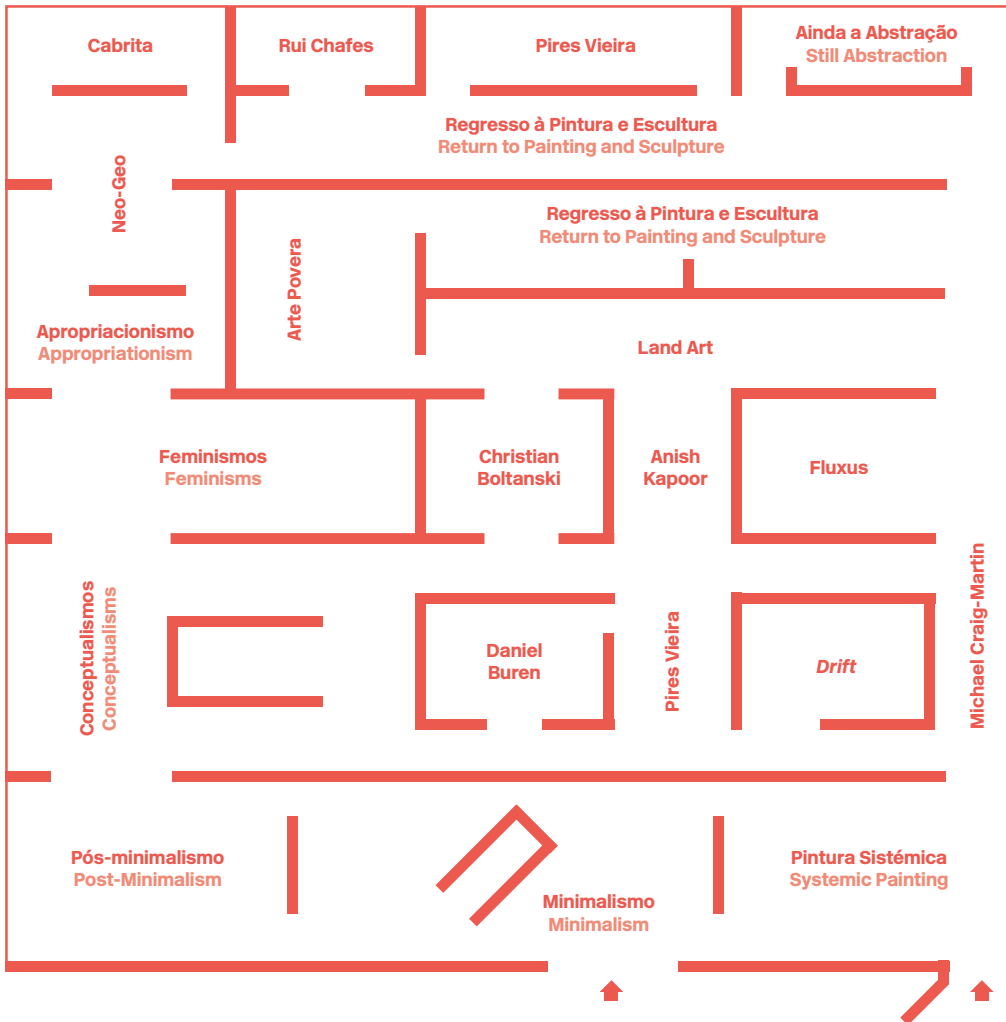 Cabrita
Rui Chafes
Pires Vieira
Ainda a Abstração
Still Abstraction
Regresso à Pintura e Escultura
Return to Painting and Sculpture
Neo-Geo
Regresso à Pintura e Escultura
Return to Painting and Sculpture
Arte Povera
Apropriacionismo
Appropriationism
Land Art
Feminismos
Feminisms
Christian
Boltanski
Anish
Kapoor
Fluxus
Conceptualismos
Conceptualisms
Daniel
Buren
Pires Vieira
Drift
Michael Craig-Martin
Pós-minimalismo
Post-Minimalism
Minimalismo
Minimalism
Pintura Sistémica
Systemic Painting